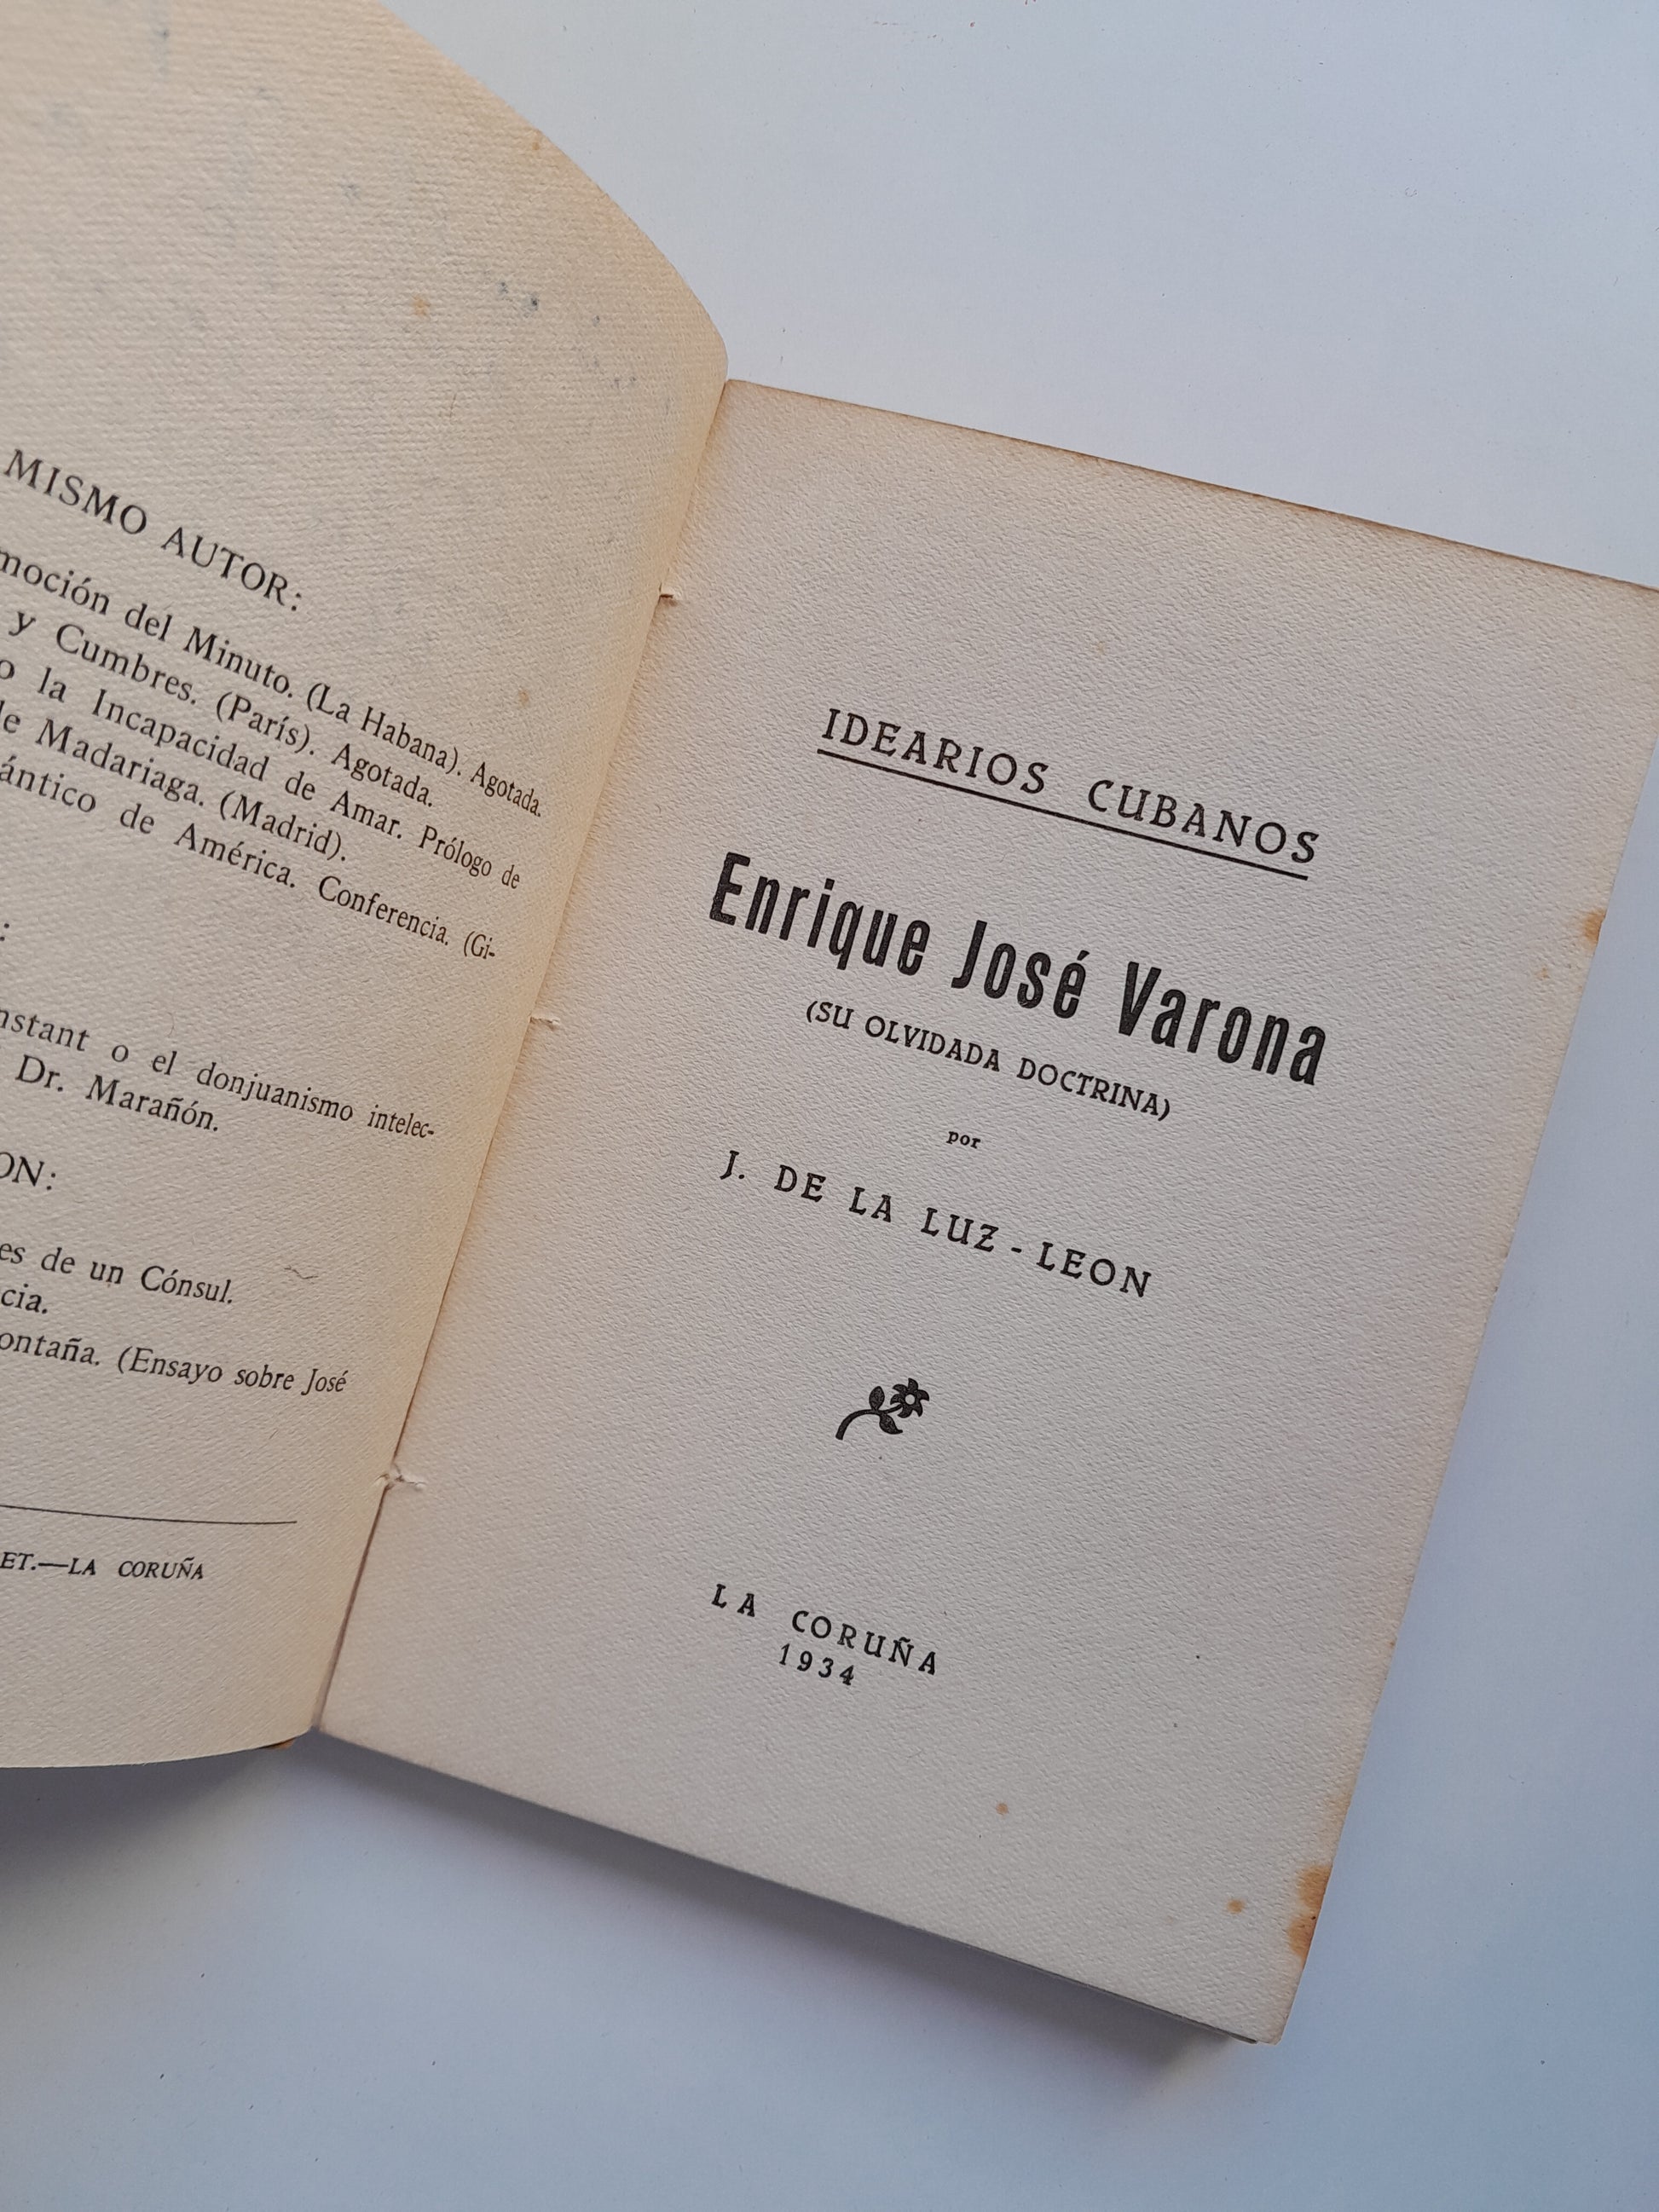 MISMO AUTOR:
moción del Minuto. (La Habana). Agotada.
y Cumbres. (París). Agotada.
o la Incapacidad de Amar. Prólogo de
de Madariaga. (Madrid).
ántico de América. Conferencia. (Gi-
:
nstant o el donjuanismo intelec-
Dr. Marañón.
ON:
es de un Cónsul.
cia.
ontaña. (Ensayo sobre José
ET.—LA CORUÑA
IDEARIOS CUBANOS
Enrique José Varona
(SU OLVIDADA DOCTRINA)
por
J. DE LA LUZ - LEON
LA CORUÑA
1934